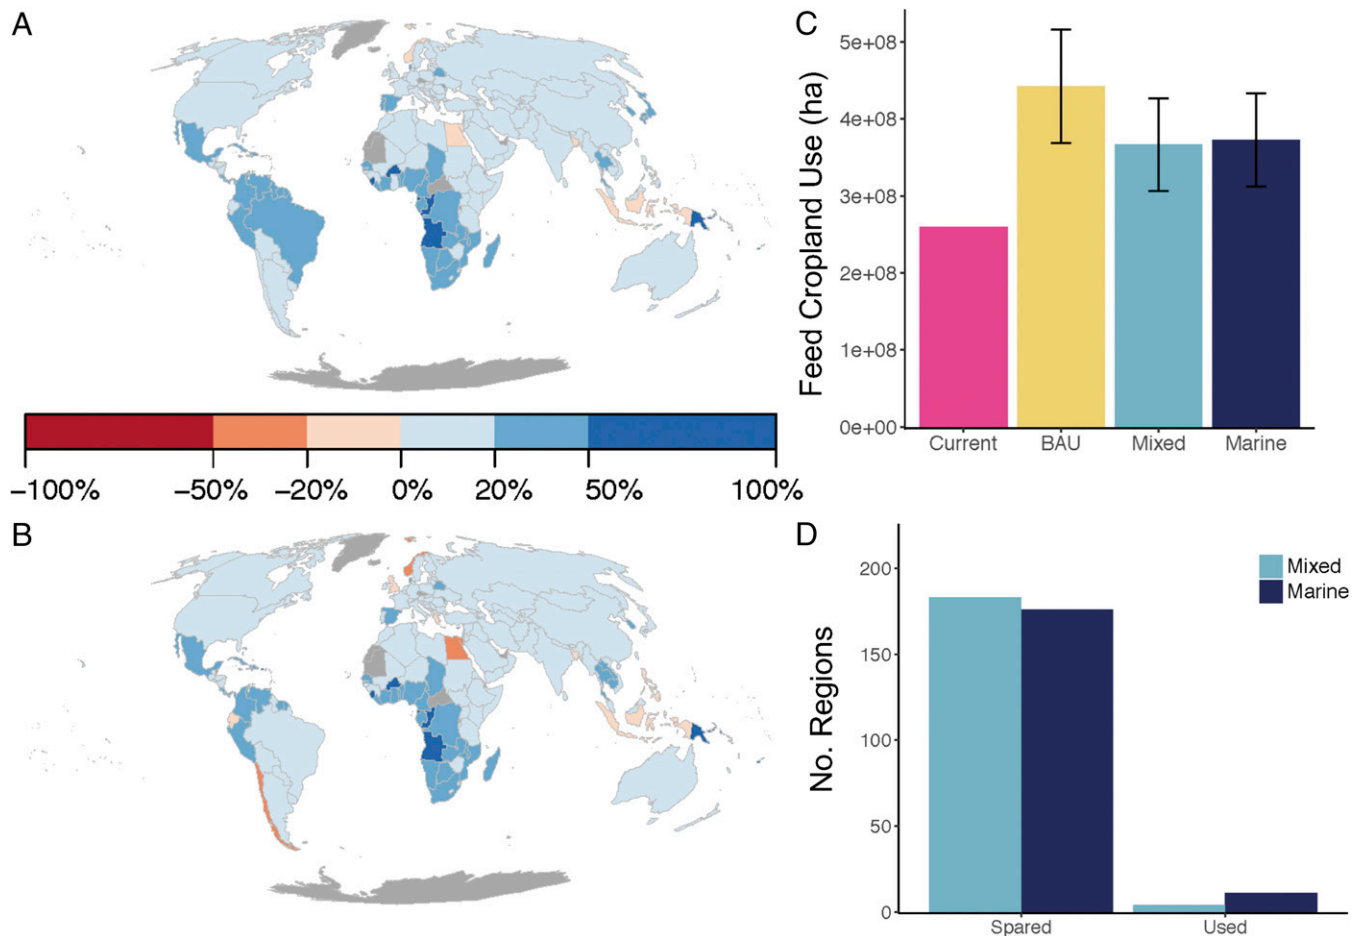 A
−100%
−50%
−20%
0%
20%
50%
100%
B
C
Feed Cropland Use (ha)
5e+08
4e+08
3e+08
2e+08
1e+08
0e+00
Current
BAU
Mixed
Marine
D
No. Regions
200
150
100
50
0
Mixed
Marine
Spared
Used